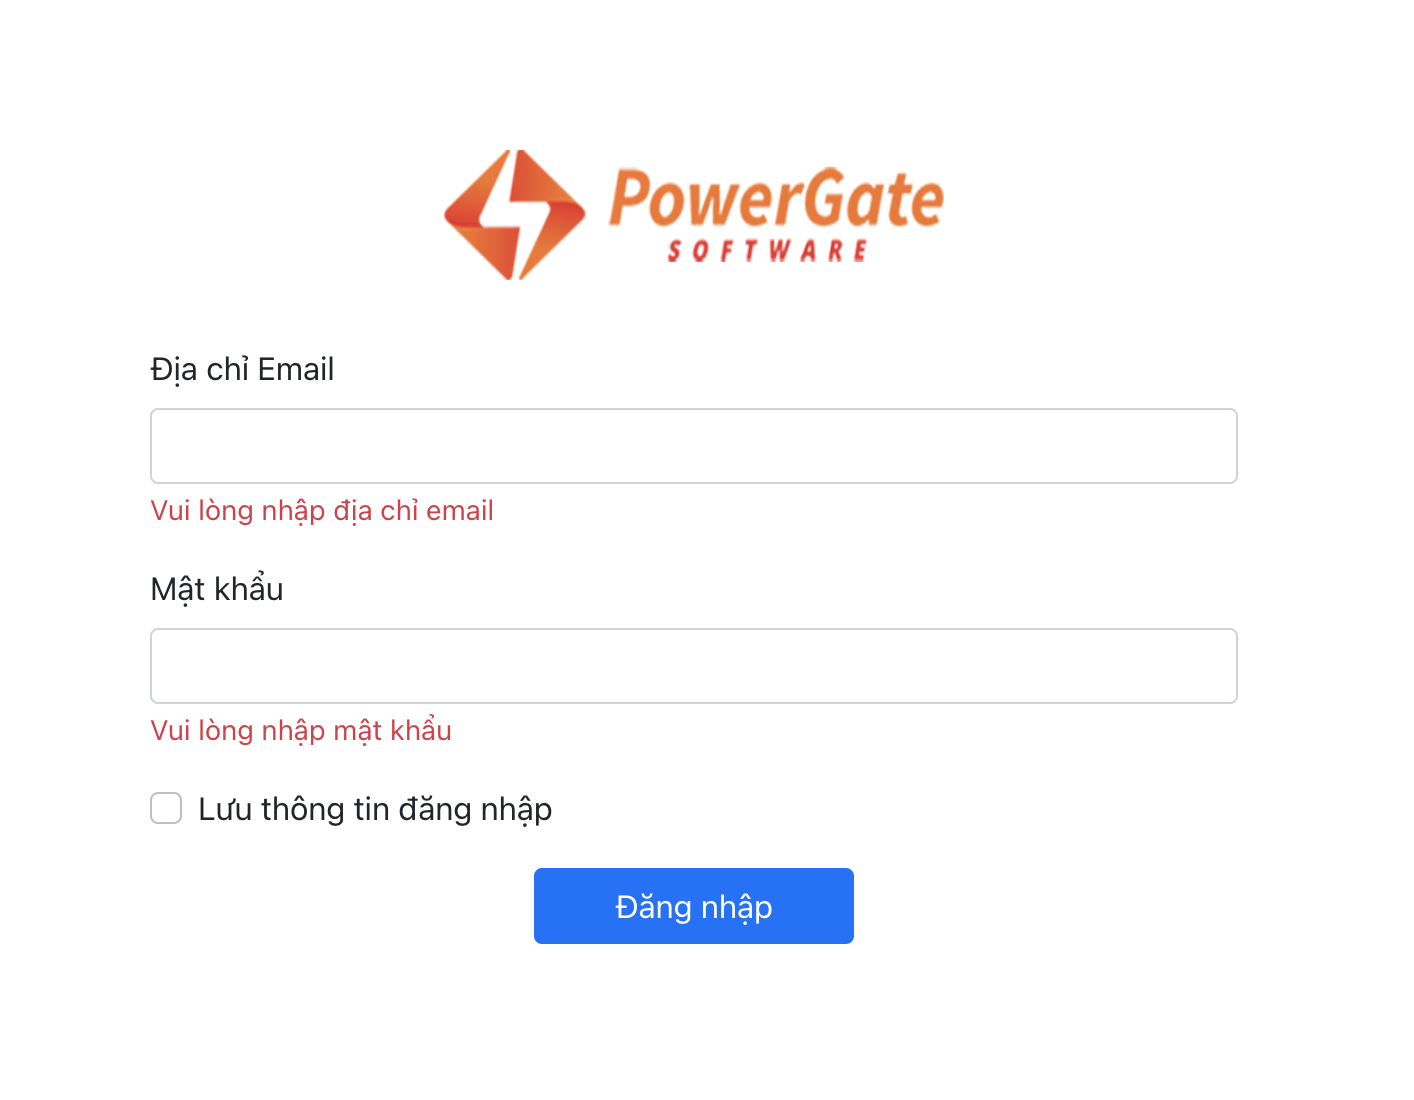 PowerGate
SOFTWARE
Địa chỉ Email
Vui lòng nhập địa chỉ email
Mật khẩu
Vui lòng nhập mật khẩu
Lưu thông tin đăng nhập
Đăng nhập